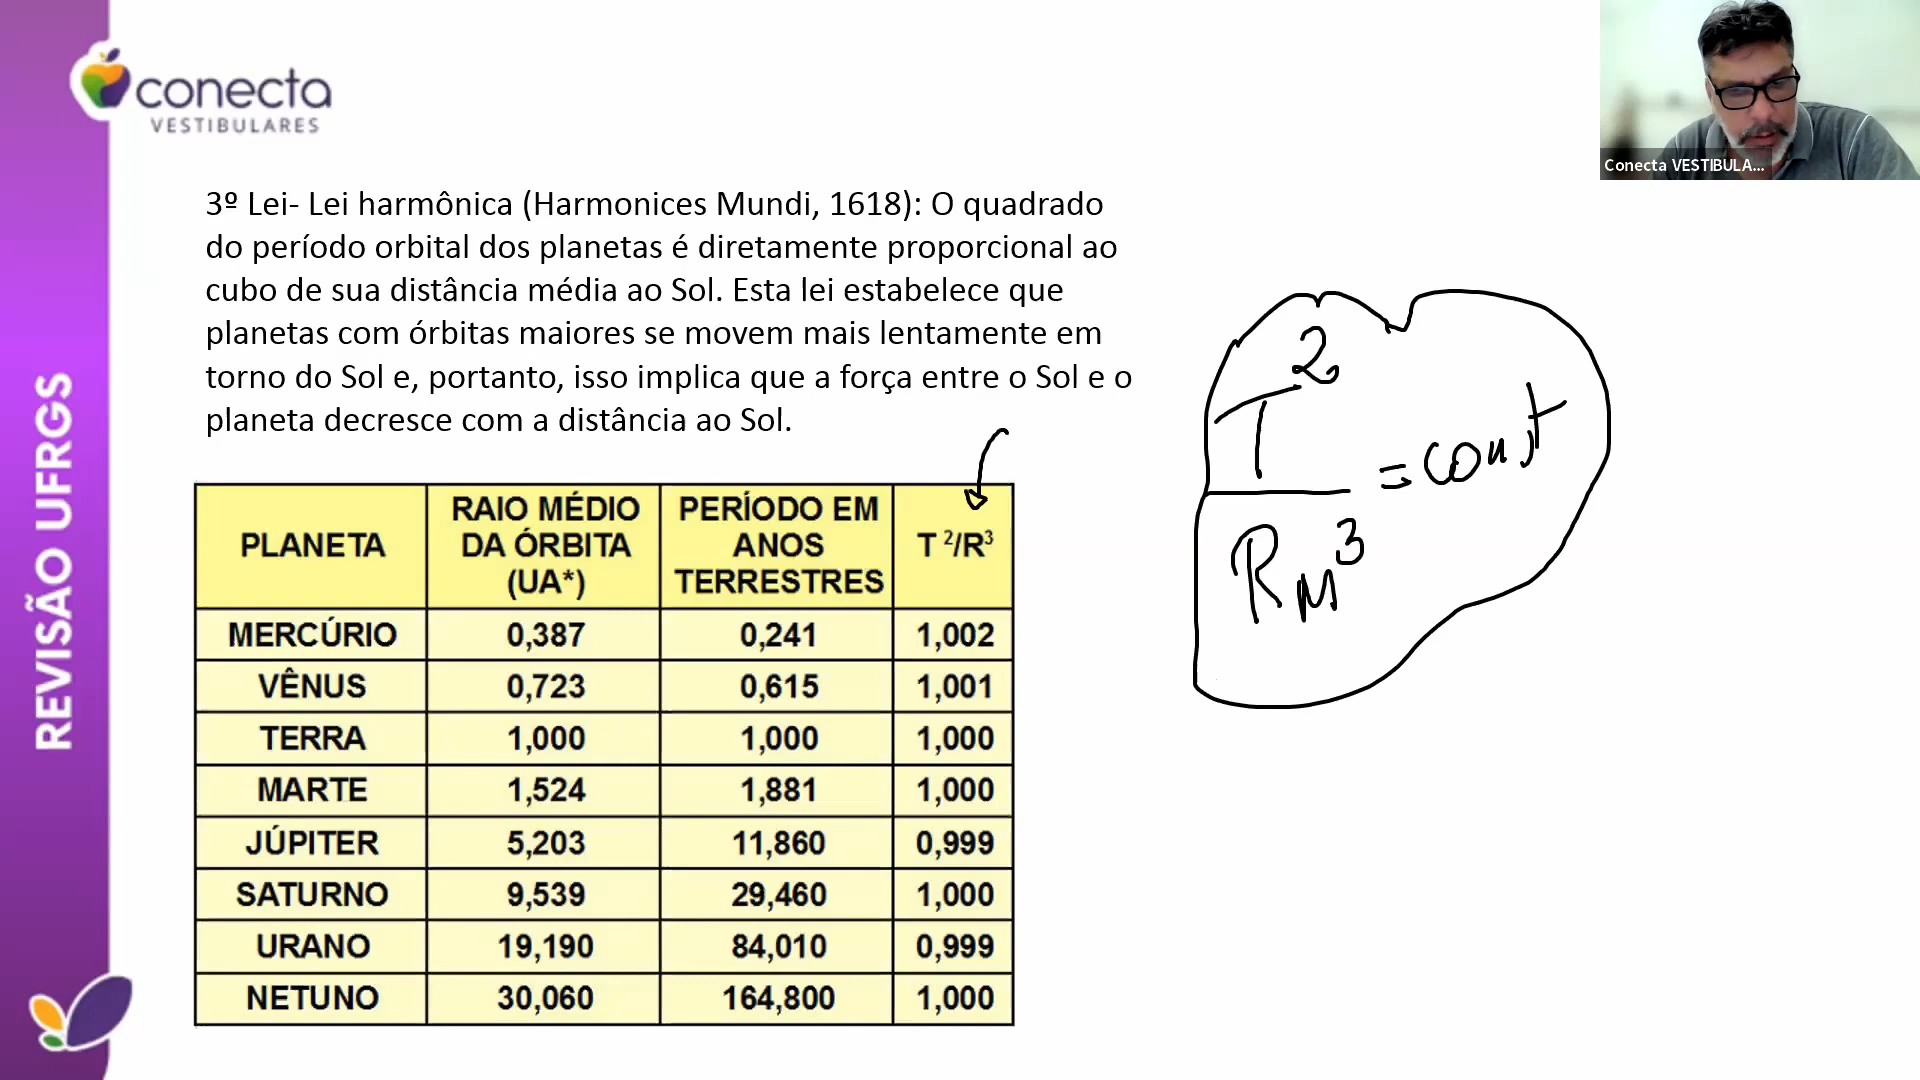 conecta
VESTIBULARES
Conecta VESTIBULA...
REVISÃO UFRGS
3º Lei- Lei harmônica (Harmonices Mundi, 1618): O quadrado
do período orbital dos planetas é diretamente proporcional ao
cubo de sua distância média ao Sol. Esta lei estabelece que
planetas com órbitas maiores se movem mais lentamente em
torno do Sol e, portanto, isso implica que a força entre o Sol e o
planeta decresce com a distância ao Sol.
T² / R_M³ = const
PLANETA RAIO MÉDIO DA ÓRBITA (UA*) PERÍODO EM ANOS TERRESTRES T²/R³
MERCÚRIO 0,387 0,241 1,002
VÊNUS 0,723 0,615 1,001
TERRA 1,000 1,000 1,000
MARTE 1,524 1,881 1,000
JÚPITER 5,203 11,860 0,999
SATURNO 9,539 29,460 1,000
URANO 19,190 84,010 0,999
NETUNO 30,060 164,800 1,000